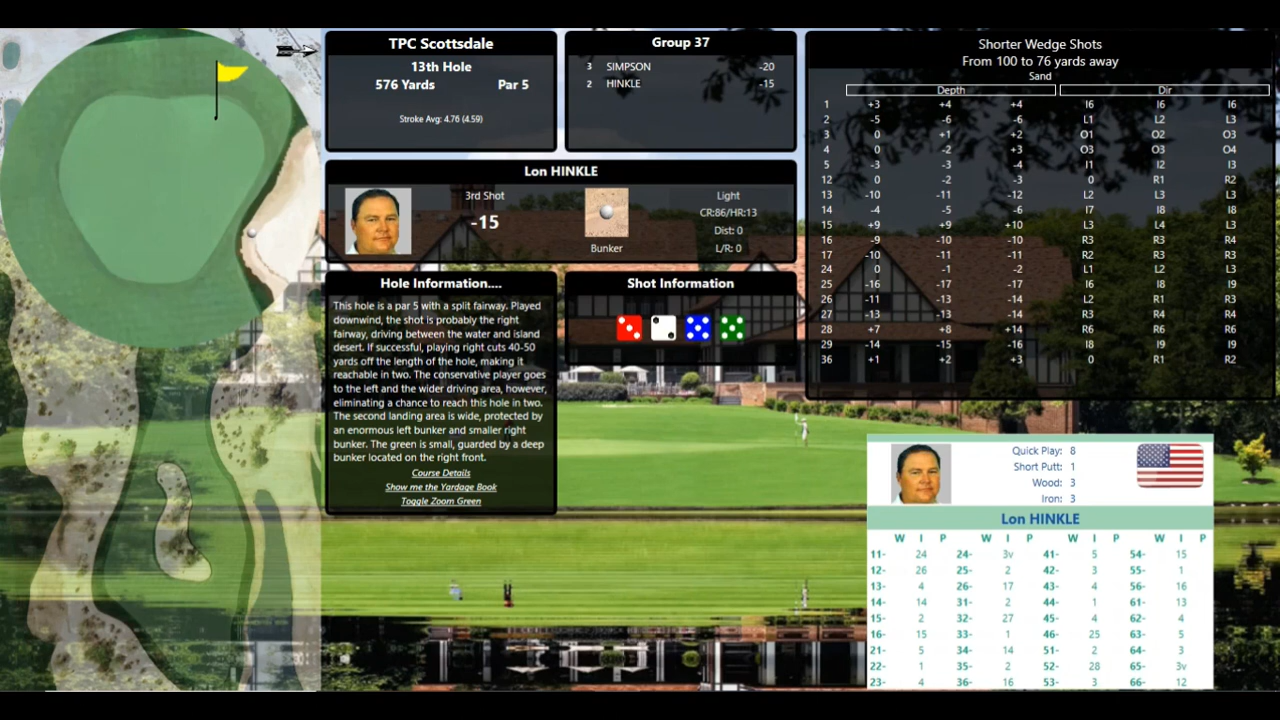 TPC Scottsdale
13th Hole
576 Yards Par 5
Stroke Avg: 4.76 (4.59)
Group 37
3 SIMPSON -20
2 HINKLE -15
Lon HINKLE
3rd Shot
-15
Bunker
Light
CR:86/HR:13
Dist: 0
L/R: 0
Hole Information....
This hole is a par 5 with a split fairway. Played
downwind, the shot is probably the right
fairway, driving between the water and island
desert. If successful, playing right cuts 40-50
yards off the length of the hole, making it
reachable in two. The conservative player goes
to the left and the wider driving area, however,
eliminating a chance to reach this hole in two.
The second landing area is wide, protected by
an enormous left bunker and smaller right
bunker. The green is small, guarded by a deep
bunker located on the right front.
Course Details
Show me the Yardage Book
Toggle Zoom Green
Shot Information
Shorter Wedge Shots
From 100 to 76 yards away
Sand
Depth Dir
1 +3 +4 +4 I6 I6 I6
2 -5 -6 -6 L1 L2 L3
3 0 +1 +2 O1 O2 O3
4 0 -2 +3 O3 O3 O4
5 -3 -3 -4 I1 I2 I3
12 0 -2 -3 0 R1 R2
13 -10 -11 -12 L2 L3 L3
14 -4 -5 -6 I7 I8 I8
15 +9 +9 +10 L3 L4 L3
16 -9 -10 -10 R3 R3 R4
17 -10 -11 -11 R2 R3 R3
24 0 -1 -2 L1 L2 L3
25 -16 -17 -17 I6 I8 I9
26 -11 -13 -14 L2 R1 R3
27 -13 -13 -14 R3 R4 R4
28 +7 +8 +14 R6 R6 R6
29 -14 -15 -16 I8 I9 I9
36 +1 +2 +3 0 R1 R2
Quick Play: 8
Short Putt: 1
Wood: 3
Iron: 3
Lon HINKLE
W I P W I P W I P W I P
11- 24 24- 3v 41- 5 54- 15
12- 26 25- 2 42- 3 55- 1
13- 4 26- 17 43- 4 56- 16
14- 14 31- 2 44- 1 61- 13
15- 2 32- 27 45- 4 62- 4
16- 15 33- 1 46- 25 63- 5
21- 5 34- 14 51- 2 64- 3
22- 1 35- 2 52- 28 65- 3v
23- 4 36- 16 53- 3 66- 12